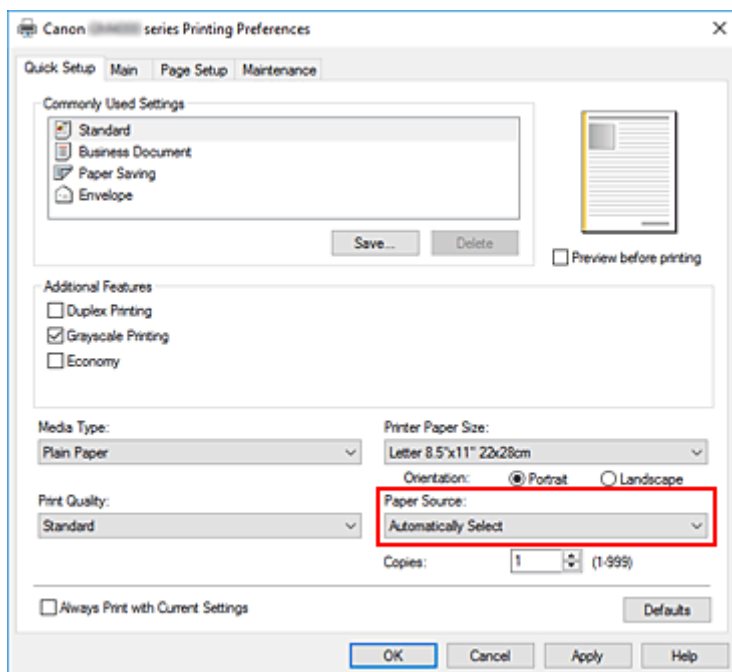 Canon series Printing Preferences
Quick Setup Main Page Setup Maintenance
Commonly Used Settings
Standard
Business Document
Paper Saving
Envelope
Save... Delete
Preview before printing
Additional Features
Duplex Printing
Grayscale Printing
Economy
Media Type:
Plain Paper
Printer Paper Size:
Letter 8.5"x11" 22x28cm
Orientation: Portrait Landscape
Print Quality:
Standard
Paper Source:
Automatically Select
Copies: 1 (1-999)
Always Print with Current Settings
Defaults
OK Cancel Apply Help